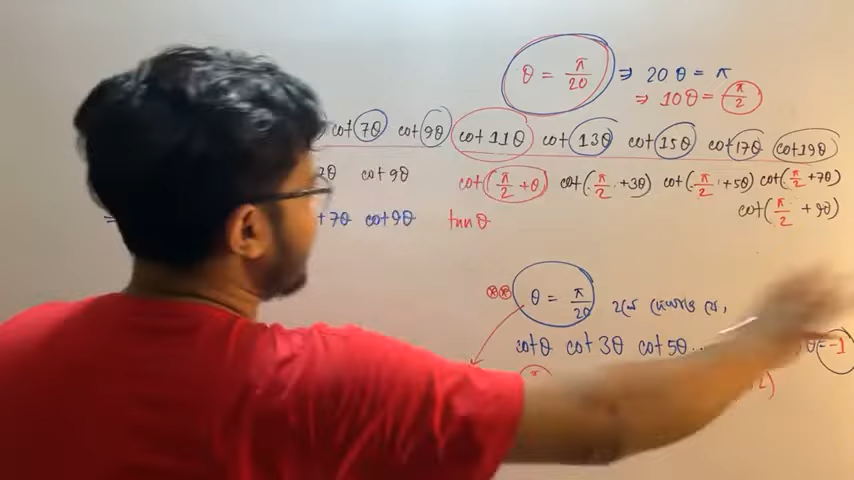 θ = π/20 ⇒ 20θ = π
⇒ 10θ = π/2
cot 7θ cot 9θ cot 11θ cot 13θ cot 15θ cot 17θ cot 19θ
cot 9θ cot(π/2 + θ) cot(π/2 + 3θ) cot(π/2 + 5θ) cot(π/2 + 7θ)
cot(π/2 + 9θ)
7θ cot 9θ tan θ
θ = π/20
cot θ cot 3θ cot 5θ... θ = -1